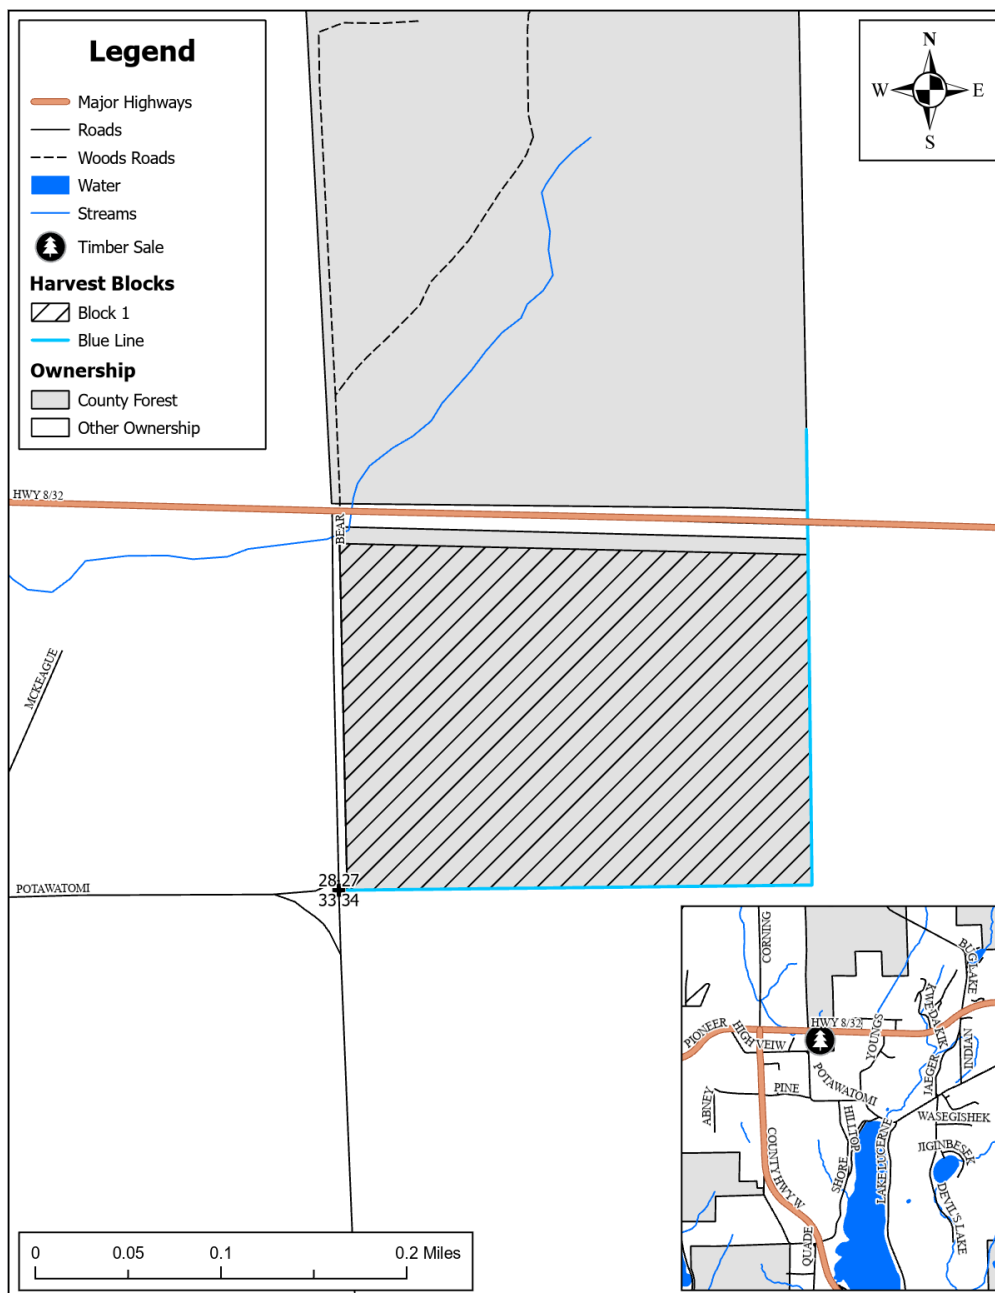 Legend
Major Highways
Roads
Woods Roads
Water
Streams
Timber Sale
Harvest Blocks
Block 1
Blue Line
Ownership
County Forest
Other Ownership
N
W E
S
HWY 8/32
BEAR
MCKEAGUE
POTAWATOMI
28 27
33 34
0 0.05 0.1 0.2 Miles
CORNING
BUG LAKE
KWEDAKIK
HWY 8/32
PIONEER
HIGH VEIW
YOUNGS
INDIAN
JAEGER
POTAWATOMI
PINE
ABNEY
HILLTOP
WASEGISHEK
LAKE LUCERNE
JIGINBESEK
COUNTY HWY W
SHORE
DEVIL'S LAKE
QUADE